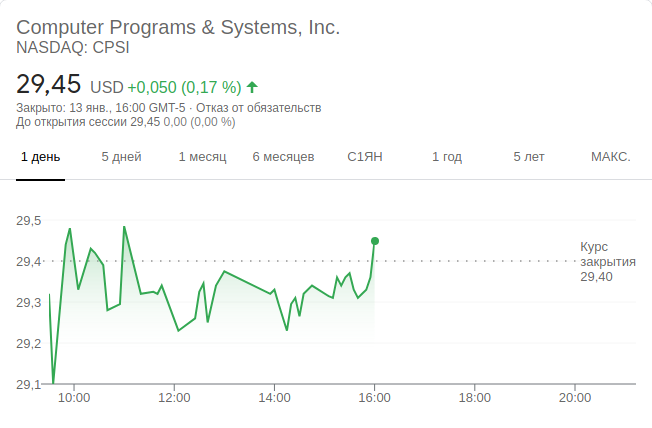 Computer Programs & Systems, Inc.
NASDAQ: CPSI
29,45 USD +0,050 (0,17 %)
Закрыто: 13 янв., 16:00 GMT-5 · Отказ от обязательств
До открытия сессии 29,45 0,00 (0,00 %)
1 день 5 дней 1 месяц 6 месяцев С1ЯН 1 год 5 лет МАКС.
29,5
29,4
29,3
29,2
29,1
Курс
закрытия
29,40
10:00 12:00 14:00 16:00 18:00 20:00